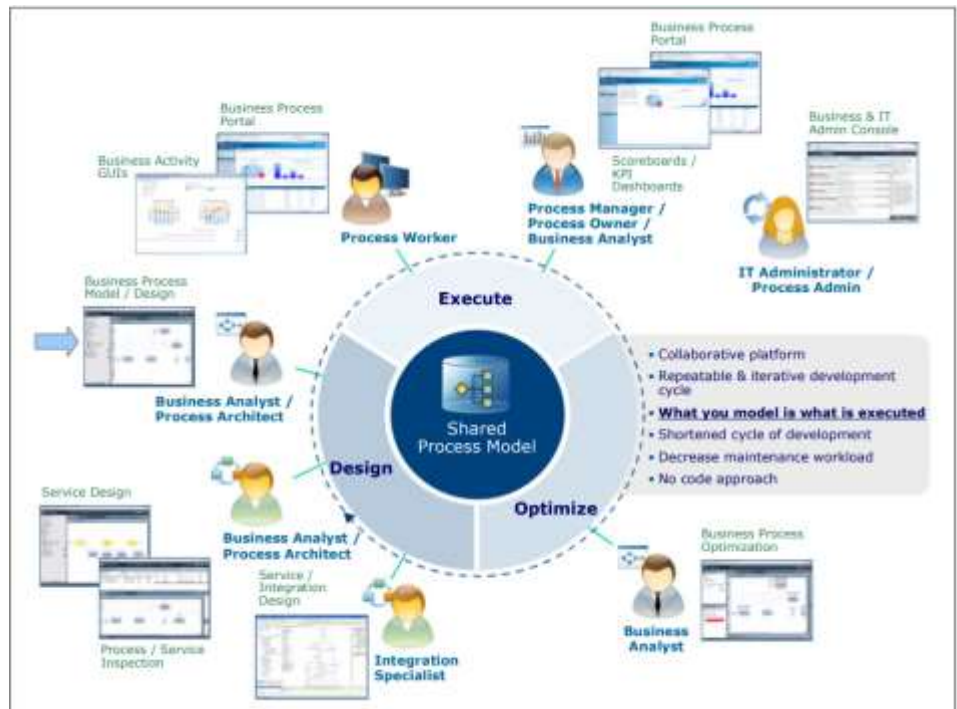 Business Process
Portal
Business Process
Portal
Business Activity
GUIs
Business & IT
Admin Console
Scoreboards /
KPI
Dashboards
Process Worker
Process Manager /
Process Owner /
Business Analyst
IT Administrator /
Process Admin
Business Process
Model / Design
Execute
Business Analyst /
Process Architect
Shared
Process Model
• Collaborative platform
• Repeatable & iterative development
cycle
• What you model is what is executed
• Shortened cycle of development
• Decrease maintenance workload
• No code approach
Design
Optimize
Service Design
Business Analyst /
Process Architect
Service /
Integration
Design
Business Process
Optimization
Process / Service
Inspection
Integration
Specialist
Business
Analyst